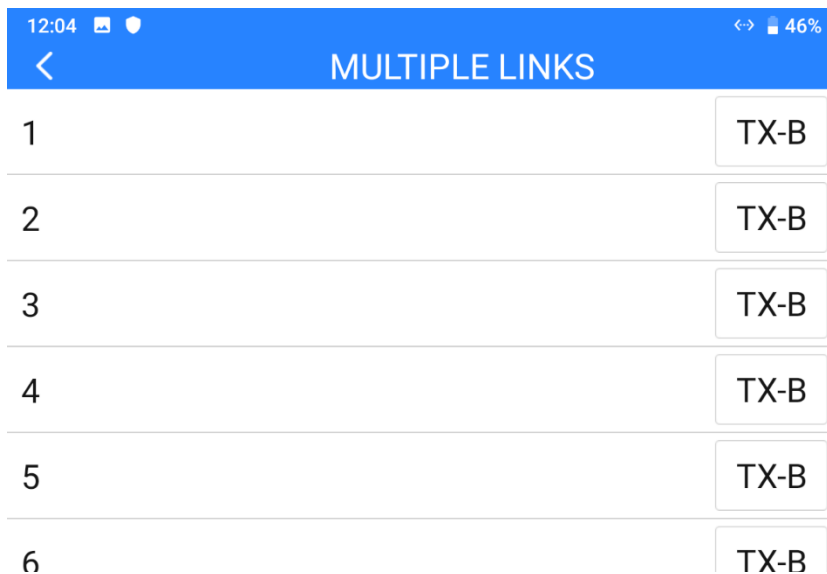 12:04 46%
MULTIPLE LINKS
1 TX-B
2 TX-B
3 TX-B
4 TX-B
5 TX-B
6 TX-B